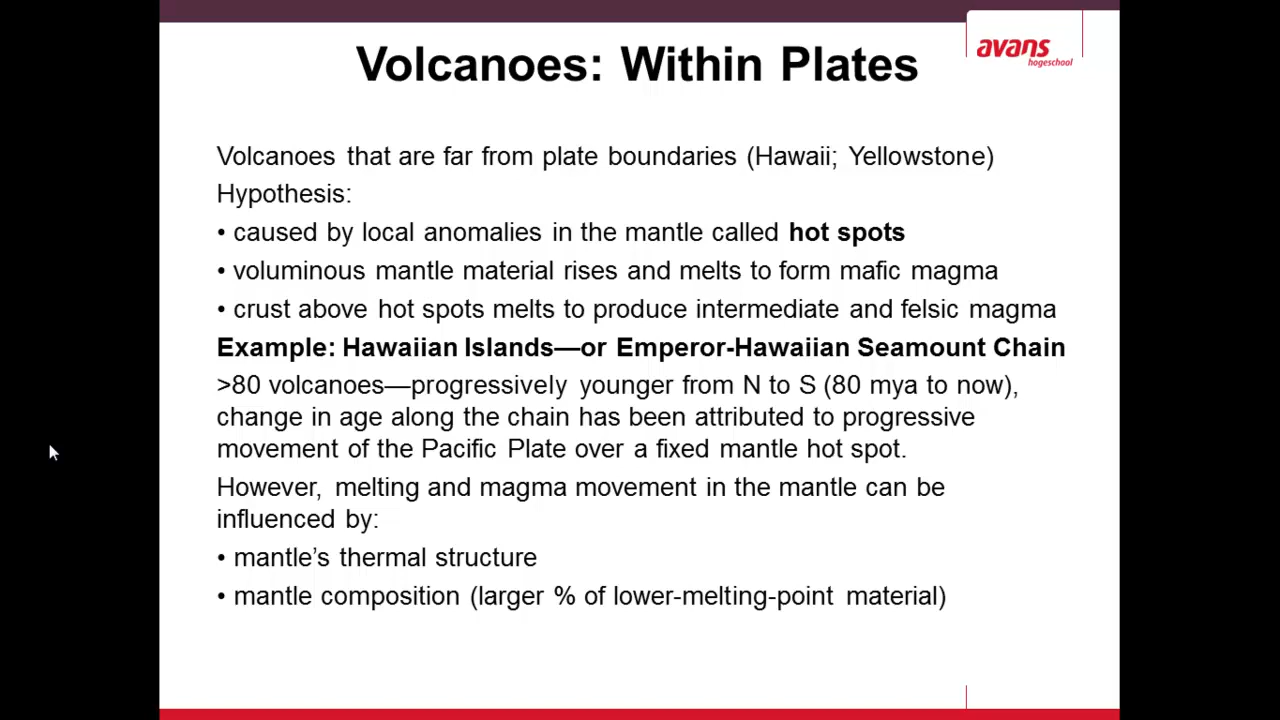 avans
hogeschool
Volcanoes: Within Plates
Volcanoes that are far from plate boundaries (Hawaii; Yellowstone)
Hypothesis:
• caused by local anomalies in the mantle called hot spots
• voluminous mantle material rises and melts to form mafic magma
• crust above hot spots melts to produce intermediate and felsic magma
Example: Hawaiian Islands—or Emperor-Hawaiian Seamount Chain
>80 volcanoes—progressively younger from N to S (80 mya to now),
change in age along the chain has been attributed to progressive
movement of the Pacific Plate over a fixed mantle hot spot.
However, melting and magma movement in the mantle can be
influenced by:
• mantle’s thermal structure
• mantle composition (larger % of lower-melting-point material)